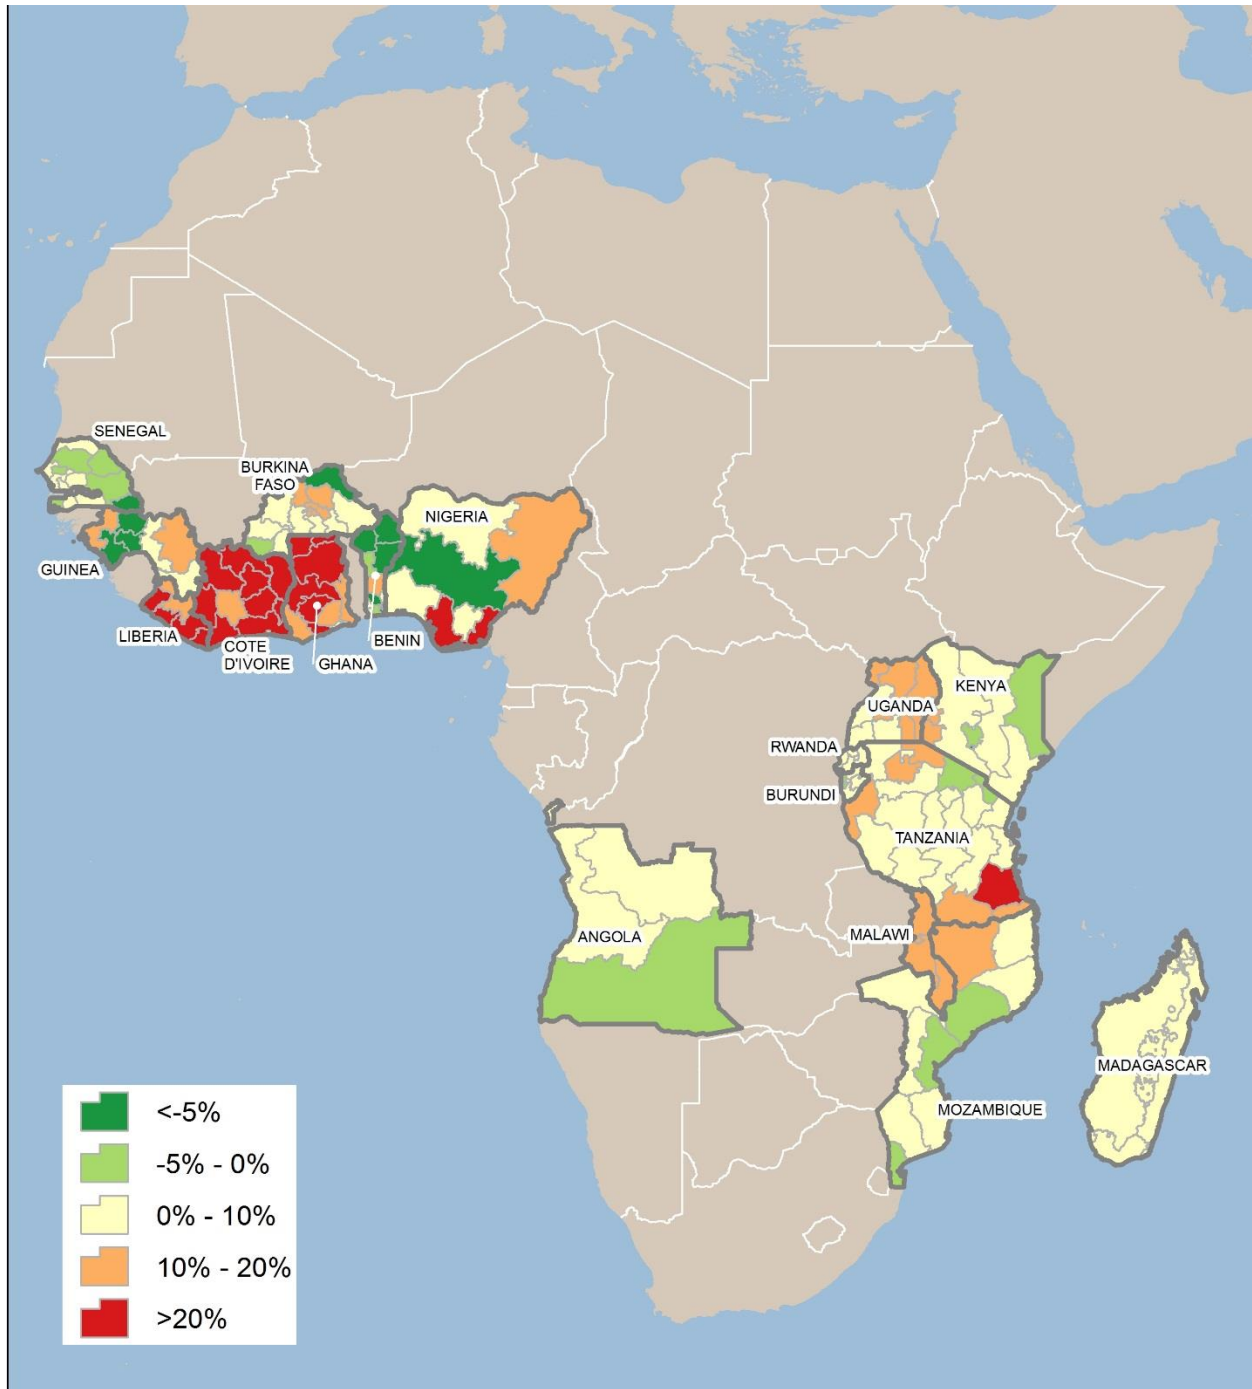 SENEGAL
BURKINA
FASO
NIGERIA
GUINEA
LIBERIA
COTE
D'IVOIRE
GHANA
BENIN
UGANDA
KENYA
RWANDA
BURUNDI
TANZANIA
ANGOLA
MALAWI
MADAGASCAR
MOZAMBIQUE
<-5%
-5% - 0%
0% - 10%
10% - 20%
>20%